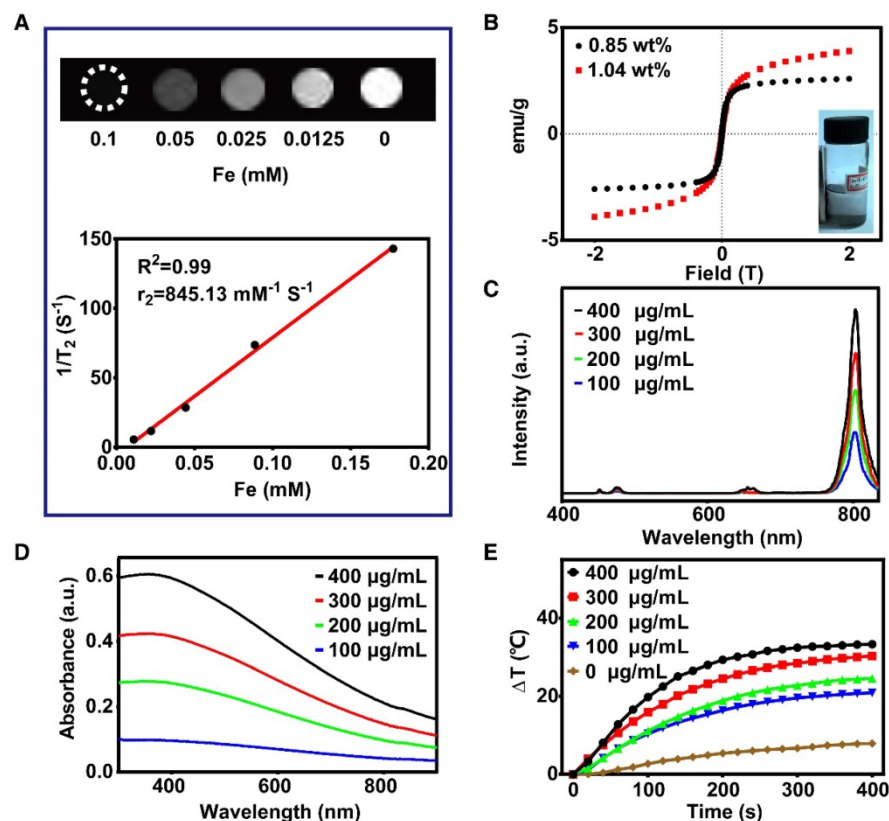 A
0.1 0.05 0.025 0.0125 0
Fe (mM)
R²=0.99
r₂=845.13 mM⁻¹ S⁻¹
1/T₂ (S⁻¹)
150
100
50
0
0.00 0.05 0.10 0.15 0.20
Fe (mM)
B
0.85 wt%
1.04 wt%
emu/g
5
0
-5
-2 0 2
Field (T)
C
400 µg/mL
300 µg/mL
200 µg/mL
100 µg/mL
Intensity (a.u.)
400 600 800
Wavelength (nm)
D
400 µg/mL
300 µg/mL
200 µg/mL
100 µg/mL
Absorbance (a.u.)
0.6
0.4
0.2
0.0
400 600 800
Wavelength (nm)
E
400 µg/mL
300 µg/mL
200 µg/mL
100 µg/mL
0 µg/mL
ΔT (℃)
40
20
0
0 100 200 300 400
Time (s)